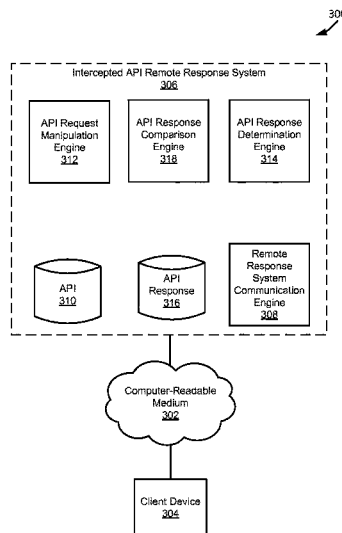 300
Intercepted API Remote Response System
306
API Request
Manipulation
Engine
312
API Response
Comparison
Engine
318
API Response
Determination
Engine
314
API
310
API
Response
316
Remote
Response
System
Communication
Engine
308
Computer-Readable
Medium
302
Client Device
304